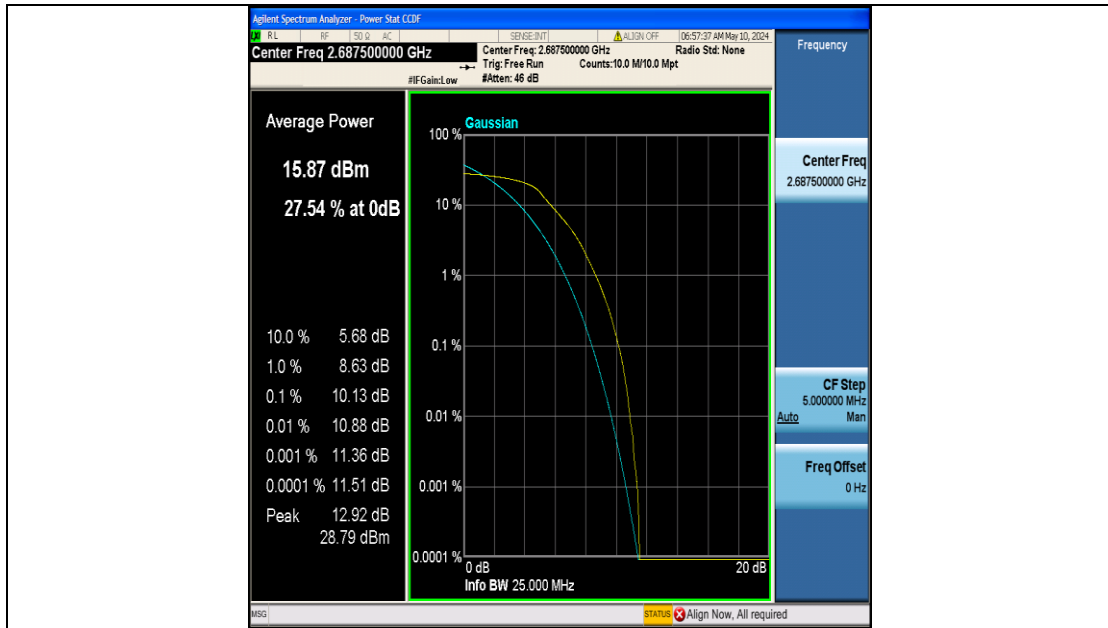 Agilent Spectrum Analyzer - Power Stat CCDF
RL RF 50 Ω AC SENSE:INT ALIGN OFF 06:57:37 AM May 10, 2024
Center Freq 2.687500000 GHz
Center Freq: 2.687500000 GHz Radio Std: None
Trig: Free Run Counts:10.0 M/10.0 Mpt
#IFGain:Low #Atten: 46 dB
Average Power
15.87 dBm
27.54 % at 0dB
10.0 % 5.68 dB
1.0 % 8.63 dB
0.1 % 10.13 dB
0.01 % 10.88 dB
0.001 % 11.36 dB
0.0001 % 11.51 dB
Peak 12.92 dB
28.79 dBm
Gaussian
100 %
10 %
1 %
0.1 %
0.01 %
0.001 %
0.0001 %
0 dB 20 dB
Info BW 25.000 MHz
Frequency
Center Freq
2.687500000 GHz
CF Step
5.000000 MHz
Auto Man
Freq Offset
0 Hz
MSG STATUS Align Now, All required